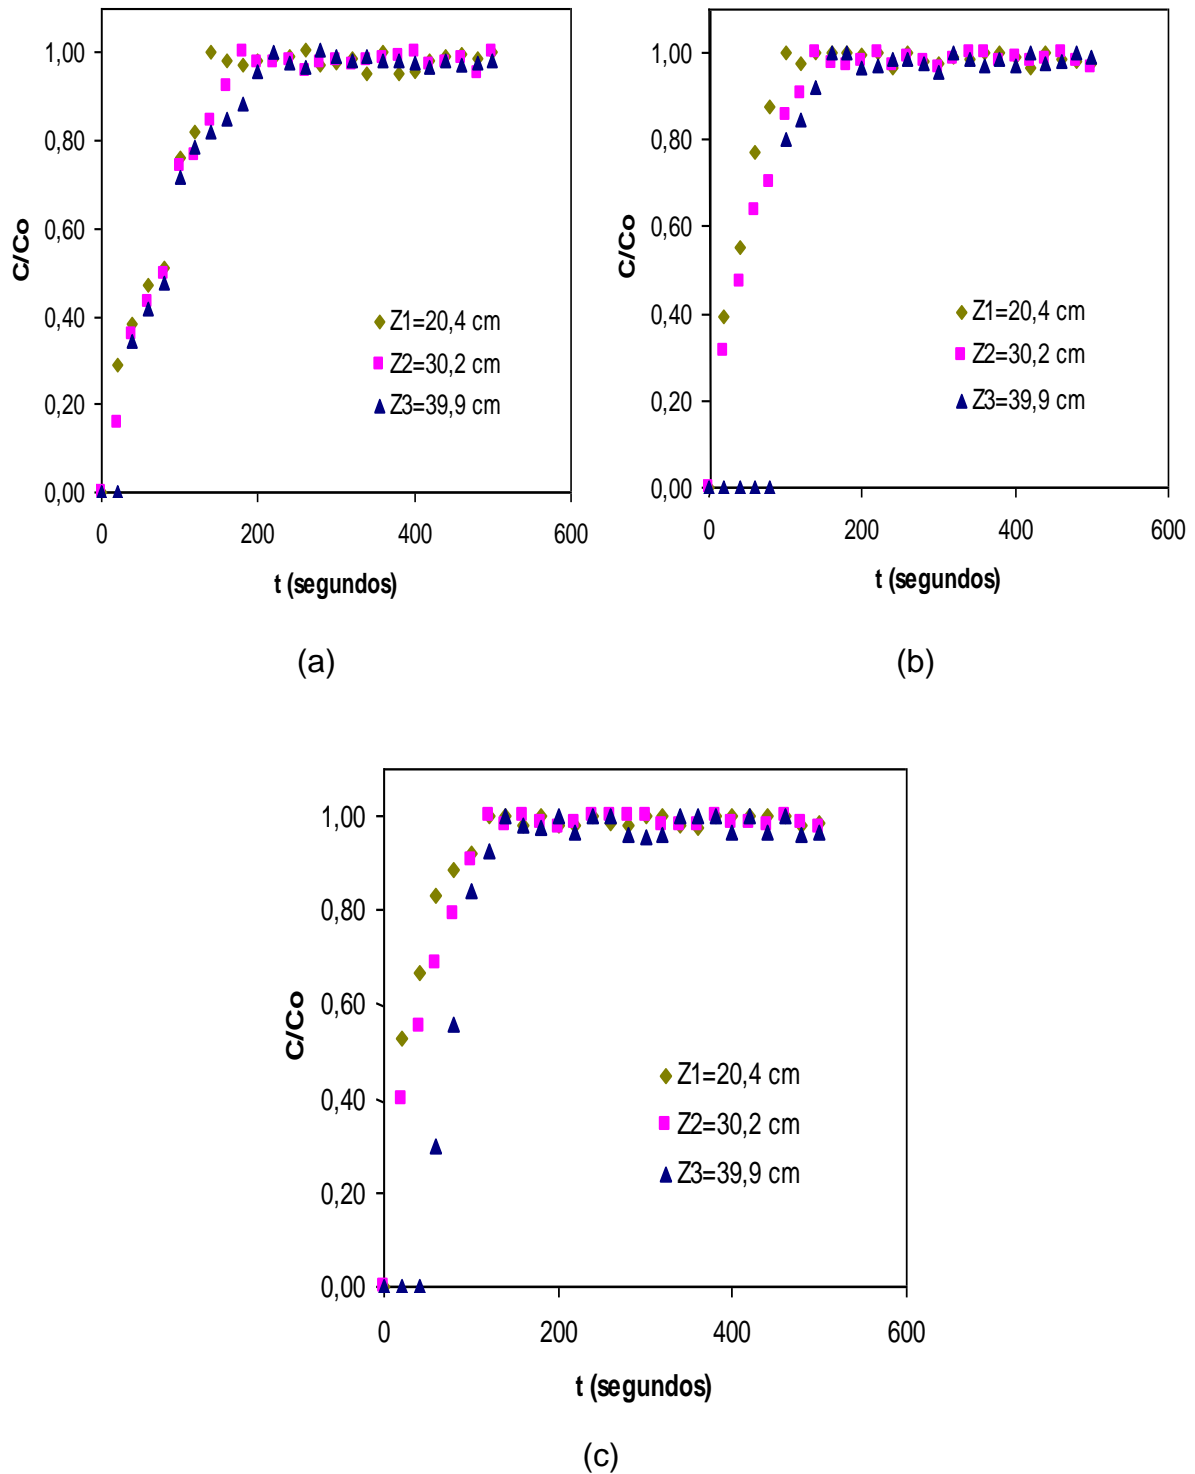 1,00
0,80
0,60
0,40
0,20
0,00
C/Co
Z1=20,4 cm
Z2=30,2 cm
Z3=39,9 cm
0 200 400 600
t (segundos)
(a)
1,00
0,80
0,60
0,40
0,20
0,00
C/Co
Z1=20,4 cm
Z2=30,2 cm
Z3=39,9 cm
0 200 400 600
t (segundos)
(b)
1,00
0,80
0,60
0,40
0,20
0,00
C/Co
Z1=20,4 cm
Z2=30,2 cm
Z3=39,9 cm
0 200 400 600
t (segundos)
(c)